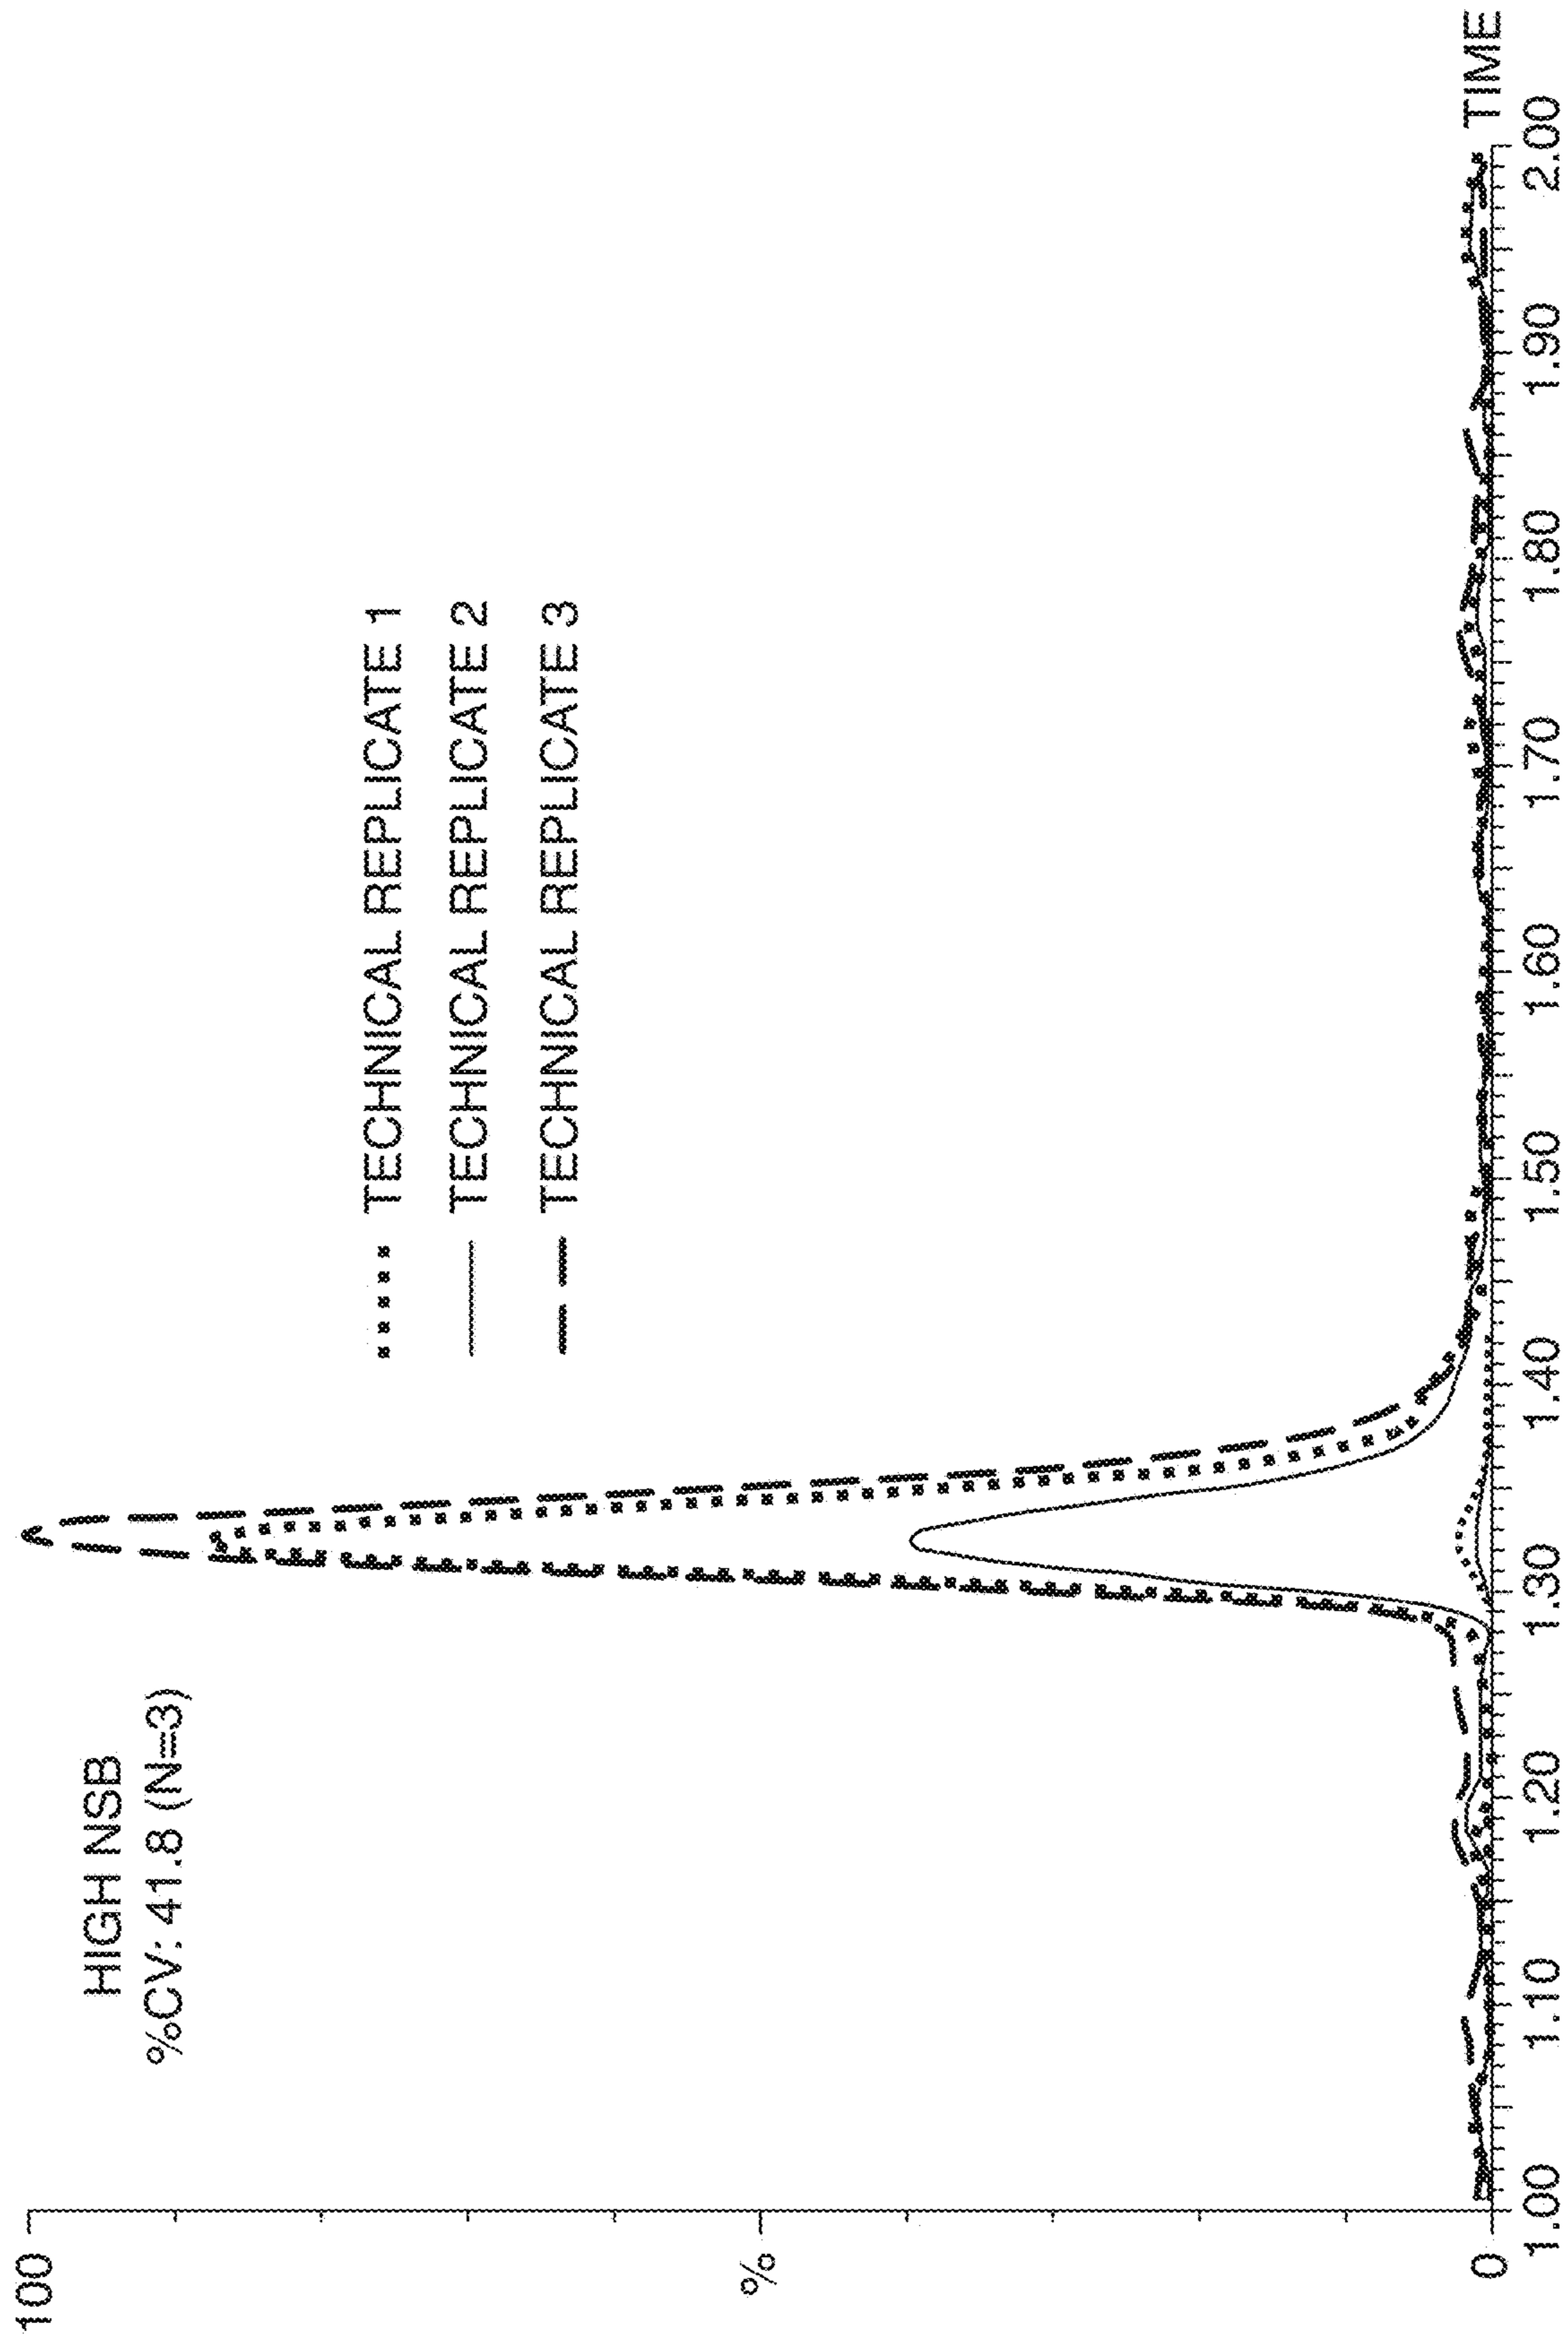 HIGH NSB
%CV: 41.8 (N=3)
TECHNICAL REPLICATE 1
TECHNICAL REPLICATE 2
TECHNICAL REPLICATE 3
100
%
0
1.00 1.10 1.20 1.30 1.40 1.50 1.60 1.70 1.80 1.90 2.00
TIME